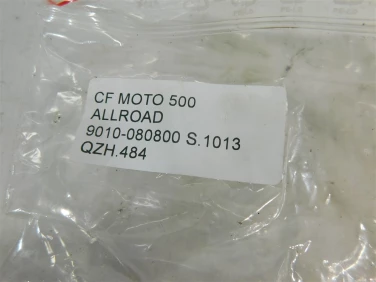 CF MOTO 500
ALLROAD
9010-080800 S.1013
QZH.484